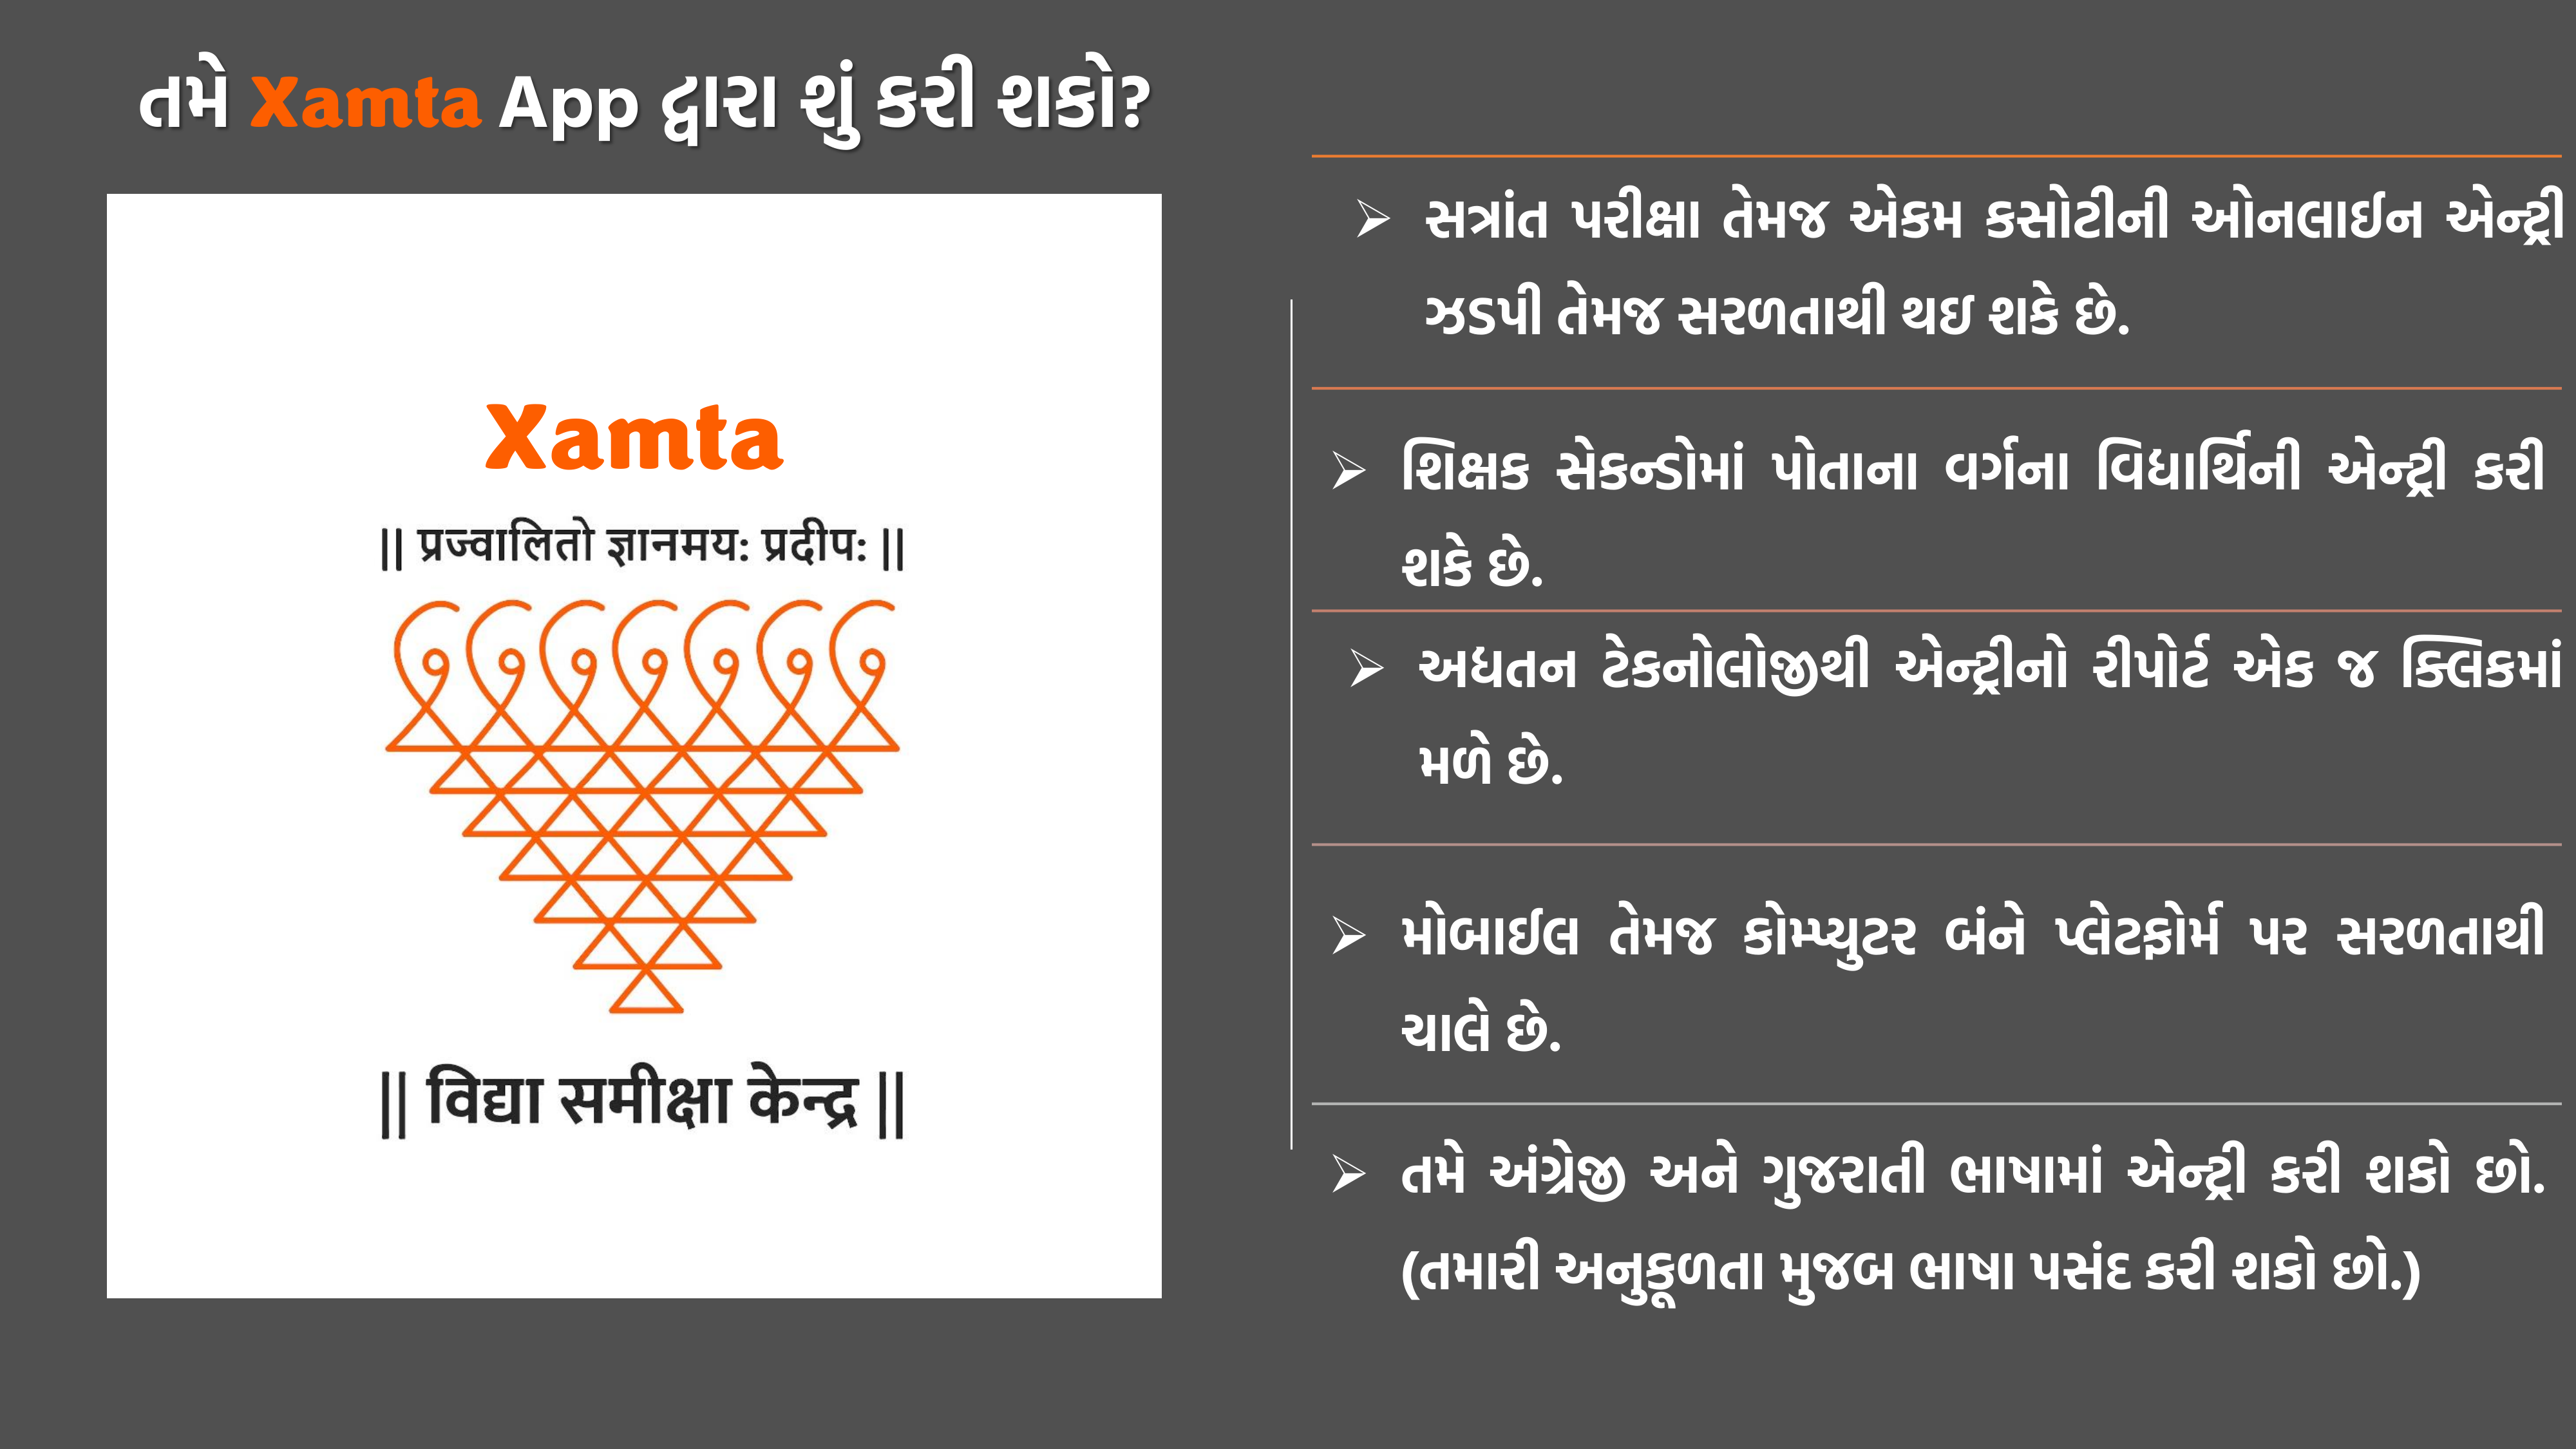 તમે Xamta App દ્વારા શું કરી શકો?
Xamta
|| प्रज्वालितो ज्ञानमयः प्रदीपः ||
|| विद्या समीक्षा केन्द्र ||
સત્રાંત પરીક્ષા તેમજ એકમ કસોટીની ઓનલાઈન એન્ટ્રી
ઝડપી તેમજ સરળતાથી થઇ શકે છે.
શિક્ષક સેકન્ડોમાં પોતાના વર્ગના વિધાર્થિની એન્ટ્રી કરી
શકે છે.
અધતન ટેકનોલોજીથી એન્ટ્રીનો રીપોર્ટ એક જ ક્લિકમાં
મળે છે.
મોબાઈલ તેમજ કોમ્પ્યુટર બંને પ્લેટફોર્મ પર સરળતાથી
ચાલે છે.
તમે અંગ્રેજી અને ગુજરાતી ભાષામાં એન્ટ્રી કરી શકો છો.
(તમારી અનુકૂળતા મુજબ ભાષા પસંદ કરી શકો છો.)